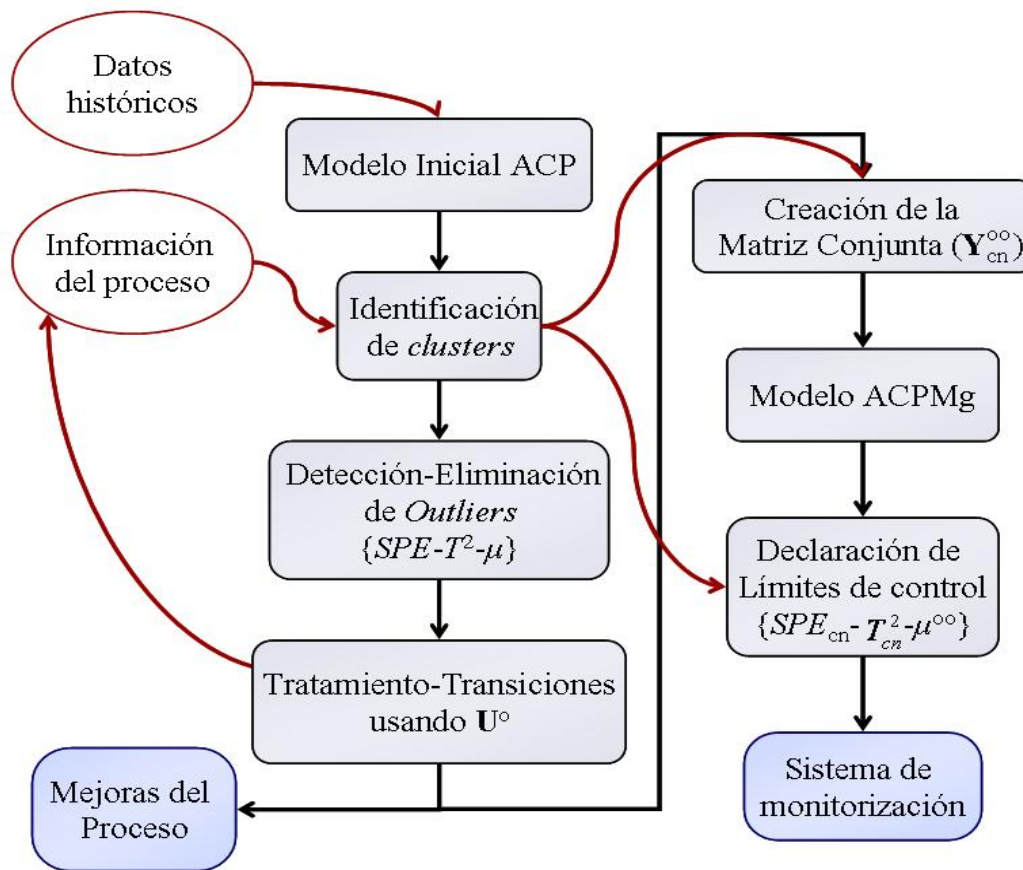 Datos
históricos
Modelo Inicial ACP
Información
del proceso
Identificación
de clusters
Detección-Eliminación
de Outliers
{SPE-T²-μ}
Tratamiento-Transiciones
usando U°
Mejoras del
Proceso
Creación de la
Matriz Conjunta (Y°°cn)
Modelo ACPMg
Declaración de
Límites de control
{SPEcn-T²cn-μ°°}
Sistema de
monitorización